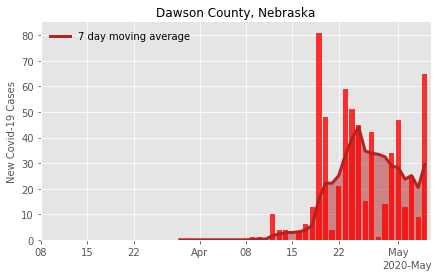 Dawson County, Nebraska
7 day moving average
New Covid-19 Cases
80
70
60
50
40
30
20
10
0
08 15 22 Apr 08 15 22 May
2020-May